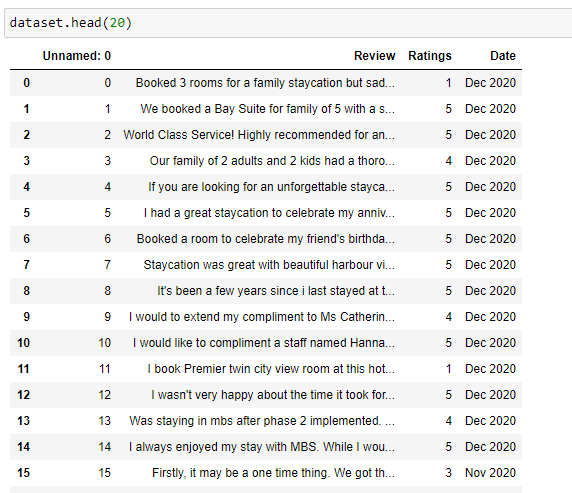 dataset.head(20)
Unnamed: 0 Review Ratings Date
0 0 Booked 3 rooms for a family staycation but sad... 1 Dec 2020
1 1 We booked a Bay Suite for family of 5 with a s... 5 Dec 2020
2 2 World Class Service! Highly recommended for an... 5 Dec 2020
3 3 Our family of 2 adults and 2 kids had a thoro... 4 Dec 2020
4 4 If you are looking for an unforgettable stayca... 5 Dec 2020
5 5 I had a great staycation to celebrate my anniv... 5 Dec 2020
6 6 Booked a room to celebrate my friend's birthda... 5 Dec 2020
7 7 Staycation was great with beautiful harbour vi... 5 Dec 2020
8 8 It's been a few years since i last stayed at t... 5 Dec 2020
9 9 I would to extend my compliment to Ms Catherin... 4 Dec 2020
10 10 I would like to compliment a staff named Hanna... 5 Dec 2020
11 11 I book Premier twin city view room at this hot... 1 Dec 2020
12 12 I wasn't very happy about the time it took for... 5 Dec 2020
13 13 Was staying in mbs after phase 2 implemented. ... 4 Dec 2020
14 14 I always enjoyed my stay with MBS. While I wou... 5 Dec 2020
15 15 Firstly, it may be a one time thing. We got th... 3 Nov 2020